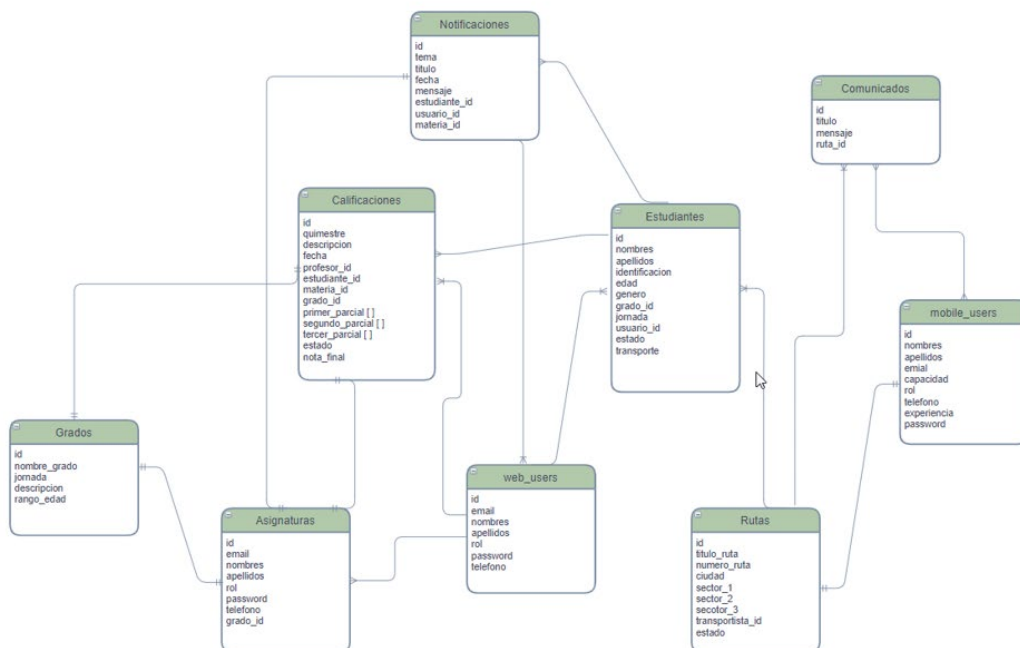 Notificaciones
id
tema
titulo
fecha
mensaje
estudiante_id
usuario_id
materia_id
Comunicados
id
titulo
mensaje
ruta_id
Calificaciones
id
quimestre
descripcion
fecha
profesor_id
estudiante_id
materia_id
grado_id
primer_parcial [ ]
segundo_parcial [ ]
tercer_parcial [ ]
estado
nota_final
Estudiantes
id
nombres
apellidos
identificacion
edad
genero
grado_id
jornada
usuario_id
estado
transporte
mobile_users
id
nombres
apellidos
emial
capacidad
rol
telefono
experiencia
password
Grados
id
nombre_grado
jornada
descripcion
rango_edad
Asignaturas
id
email
nombres
apellidos
rol
password
telefono
grado_id
web_users
id
email
nombres
apellidos
rol
password
telefono
Rutas
id
titulo_ruta
numero_ruta
ciudad
sector_1
sector_2
secotor_3
transportista_id
estado